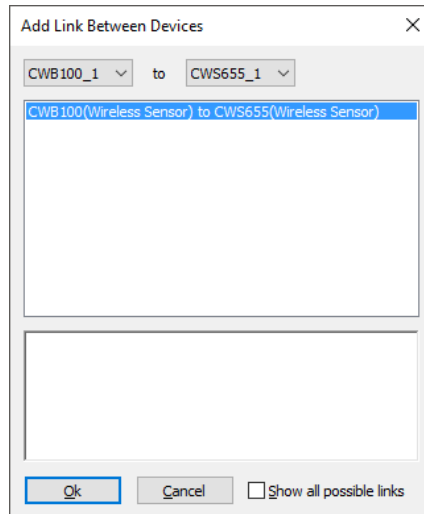 Add Link Between Devices
CWB100_1 to CWS655_1
CWB100(Wireless Sensor) to CWS655(Wireless Sensor)
Ok Cancel Show all possible links